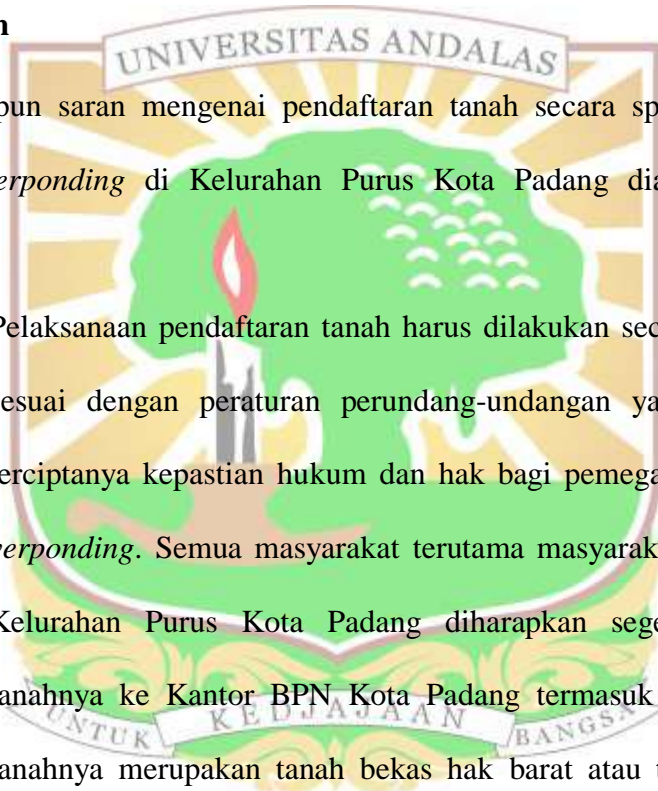 n
UNIVERSITAS ANDALAS
pun saran mengenai pendaftaran tanah secara sp
erponding di Kelurahan Purus Kota Padang dia
Pelaksanaan pendaftaran tanah harus dilakukan sec
esuai dengan peraturan perundang-undangan ya
erciptanya kepastian hukum dan hak bagi pemega
erponding. Semua masyarakat terutama masyarak
Kelurahan Purus Kota Padang diharapkan sege
anahnya ke Kantor BPN Kota Padang termasuk
UNTUK KEDJAJAAN BANGSA
anahnya merupakan tanah bekas hak barat atau t